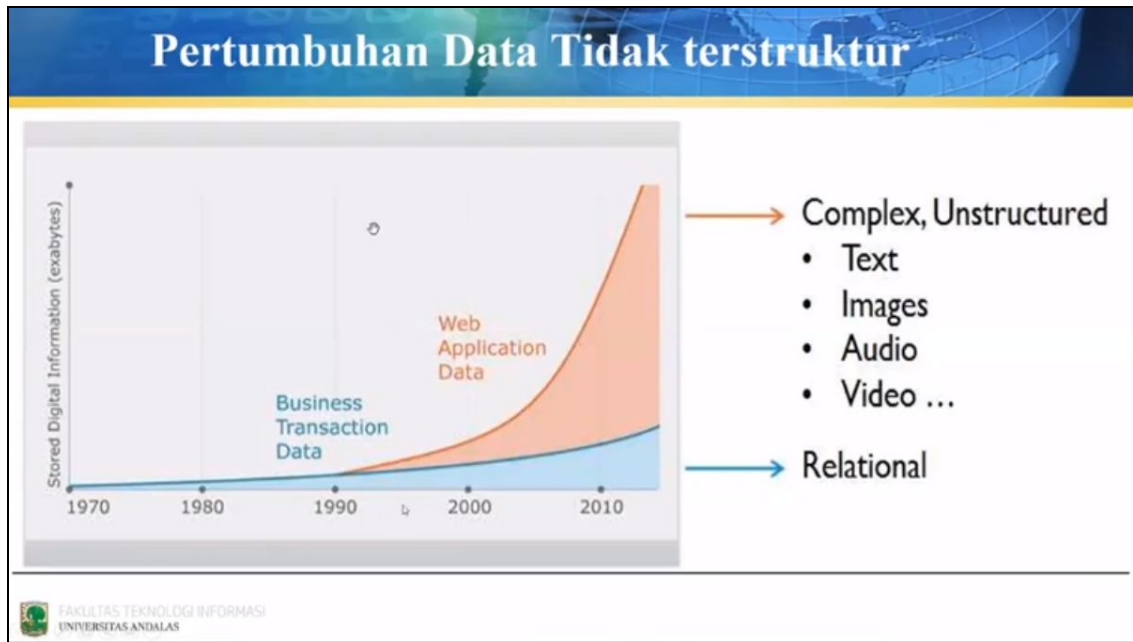 Pertumbuhan Data Tidak terstruktur
Stored Digital Information (exabytes)
Web
Application
Data
Business
Transaction
Data
1970 1980 1990 2000 2010
Complex, Unstructured
• Text
• Images
• Audio
• Video ...
Relational
FAKULTAS TEKNOLOGI INFORMASI
UNIVERSITAS ANDALAS